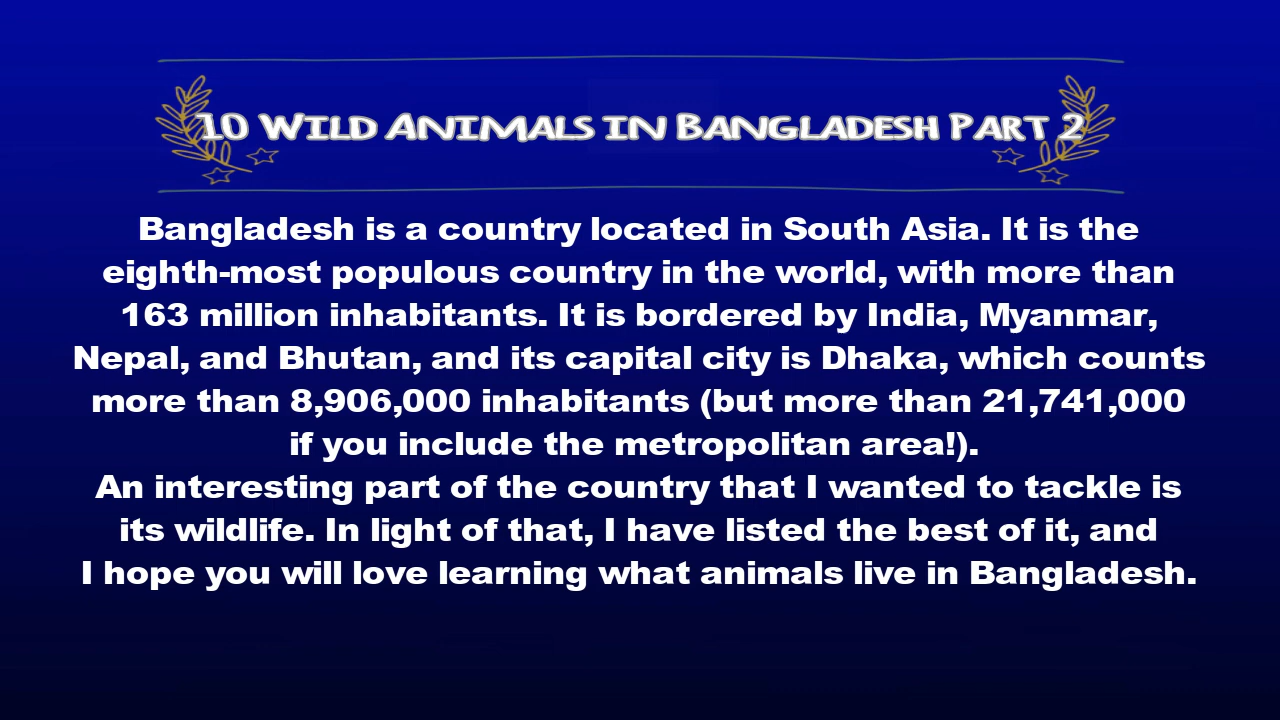 10 Wild Animals in Bangladesh Part 2
Bangladesh is a country located in South Asia. It is the
eighth-most populous country in the world, with more than
163 million inhabitants. It is bordered by India, Myanmar,
Nepal, and Bhutan, and its capital city is Dhaka, which counts
more than 8,906,000 inhabitants (but more than 21,741,000
if you include the metropolitan area!).
An interesting part of the country that I wanted to tackle is
its wildlife. In light of that, I have listed the best of it, and
I hope you will love learning what animals live in Bangladesh.